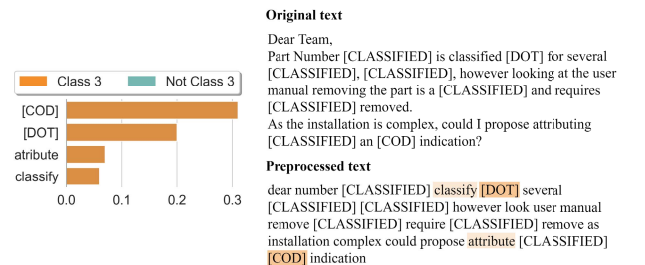 Class 3
Not Class 3
[COD]
[DOT]
atribute
classify
0.0
0.1
0.2
0.3
Original text
Dear Team,
Part Number [CLASSIFIED] is classified [DOT] for several
[CLASSIFIED], [CLASSIFIED], however looking at the user
manual removing the part is a [CLASSIFIED] and requires
[CLASSIFIED] removed.
As the installation is complex, could I propose attributing
[CLASSIFIED] an [COD] indication?
Preprocessed text
dear number [CLASSIFIED] classify [DOT] several
[CLASSIFIED] [CLASSIFIED] however look user manual
remove [CLASSIFIED] require [CLASSIFIED] remove as
installation complex could propose attribute [CLASSIFIED]
[COD] indication